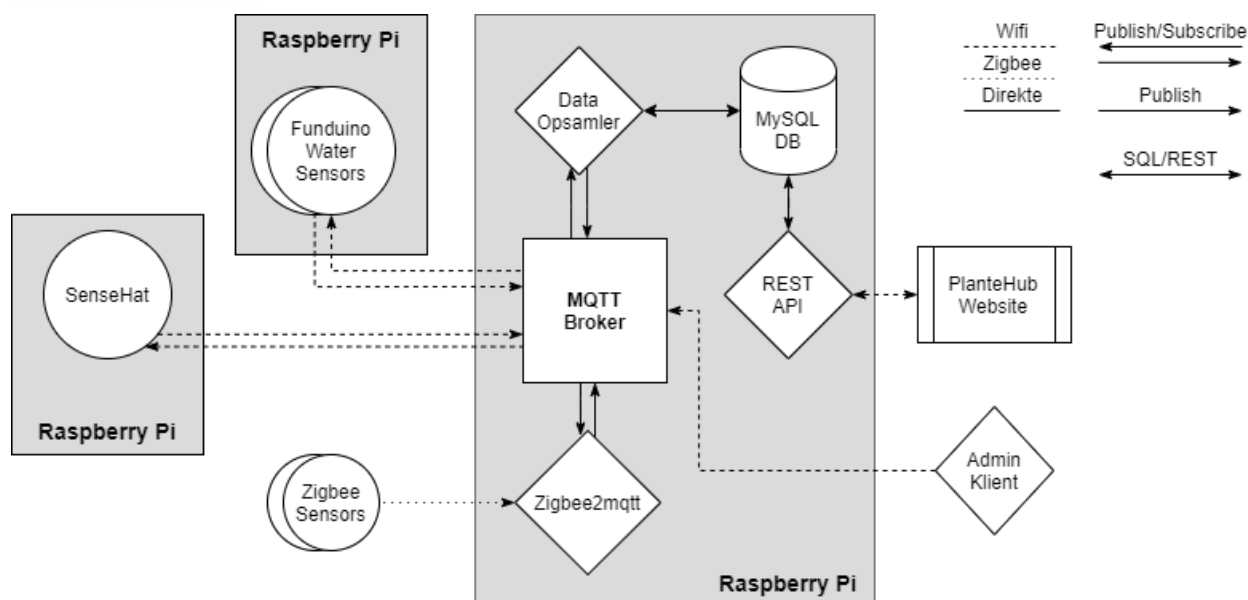 Raspberry Pi
Funduino
Water
Sensors
SenseHat
Raspberry Pi
Zigbee
Sensors
Data
Opsamler
MySQL
DB
MQTT
Broker
REST
API
Zigbee2mqtt
Raspberry Pi
PlanteHub
Website
Admin
Klient
Wifi
Zigbee
Direkte
Publish/Subscribe
Publish
SQL/REST